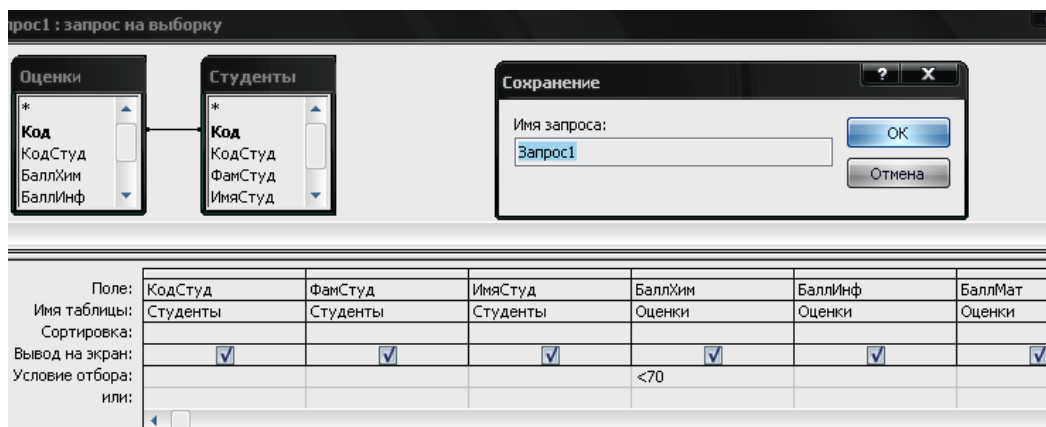 прос1 : запрос на выборку
Оценки
*
Код
КодСтуд
БаллХим
БаллИнф
Студенты
*
Код
КодСтуд
ФамСтуд
ИмяСтуд
Сохранение
? X
Имя запроса:
Запрос1
ОК
Отмена
Поле: КодСтуд ФамСтуд ИмяСтуд БаллХим БаллИнф БаллМат
Имя таблицы: Студенты Студенты Студенты Оценки Оценки Оценки
Сортировка:
Вывод на экран:
Условие отбора: <70
или: